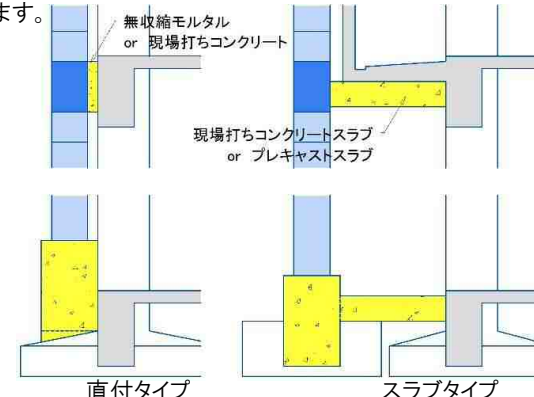 ます。
無収縮モルタル
or 現場打ちコンクリート
現場打ちコンクリートスラブ
or プレキャストスラブ
直付タイプ
スラブタイプ